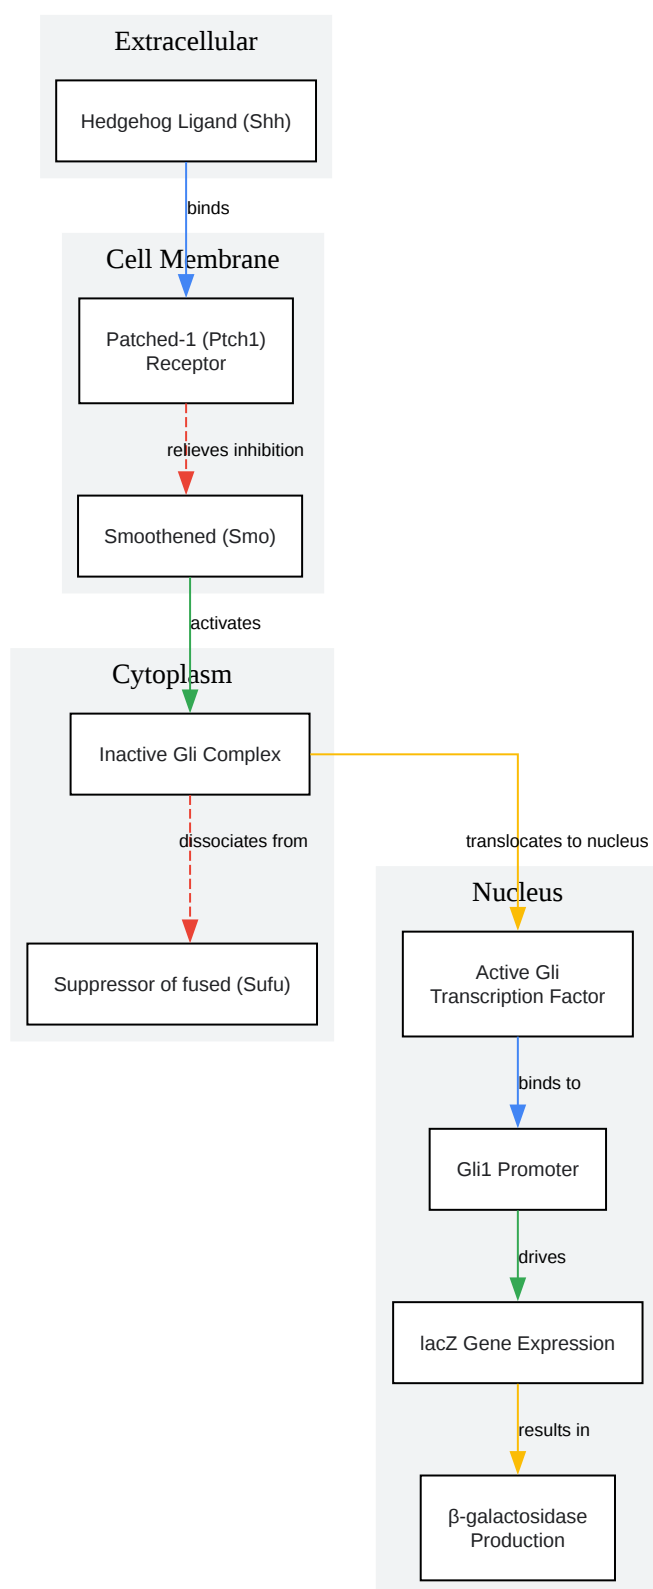 Extracellular
Hedgehog Ligand (Shh)
binds
Cell Membrane
Patched-1 (Ptch1)
Receptor
relieves inhibition
Smoothened (Smo)
activates
Cytoplasm
Inactive Gli Complex
dissociates from
translocates to nucleus
Nucleus
Suppressor of fused (Sufu)
Active Gli
Transcription Factor
binds to
Gli1 Promoter
drives
lacZ Gene Expression
results in
β-galactosidase
Production